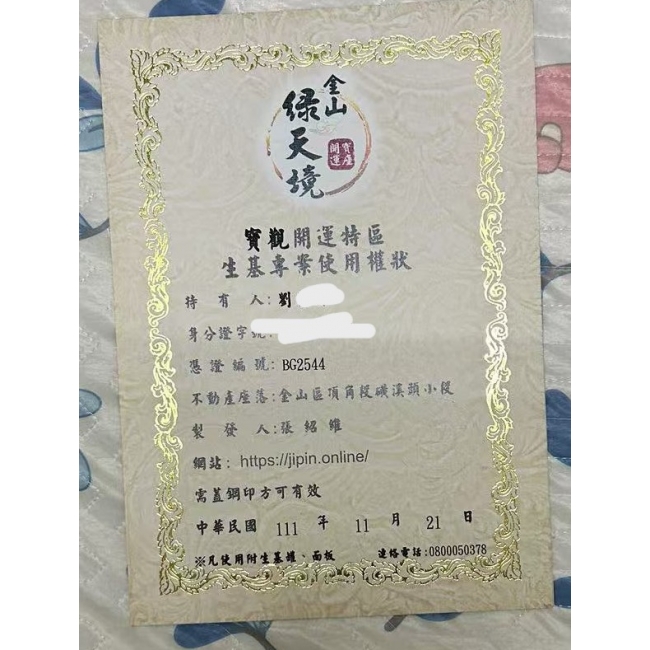 金山
綠天境
開運寶座
寶觀開運特區
生基專案使用權狀
持有人:劉
身分證字號:
憑證編號:BG2544
不動產座落:金山區頂角段磺溪頭小段
製發人:張紹維
網站：https://jipin.online/
需蓋鋼印方可有效
中華民國 111 年 11 月 21 日
※凡使用附生基罐、面板 連絡電話:0800050378